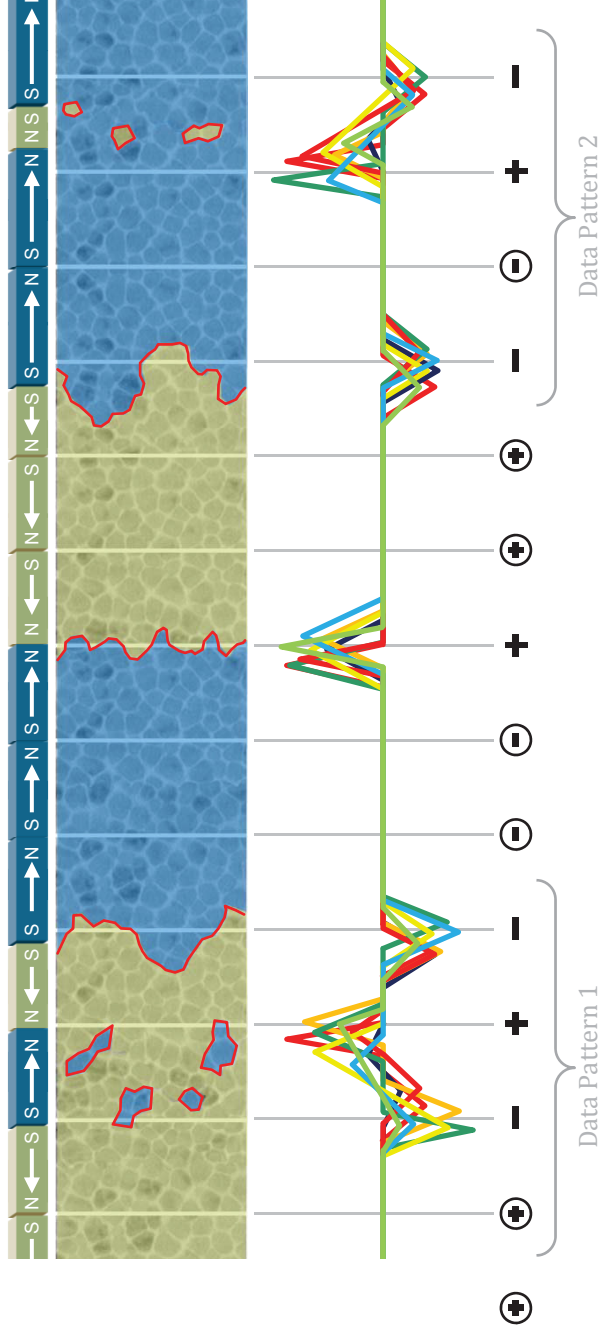 S N S S N N S S N S N S N N S N S N S S N S N N S S N
⊕ ⊕ − + − ⊖ ⊖ + ⊕ ⊕ − ⊖ + −
Data Pattern 1
Data Pattern 2